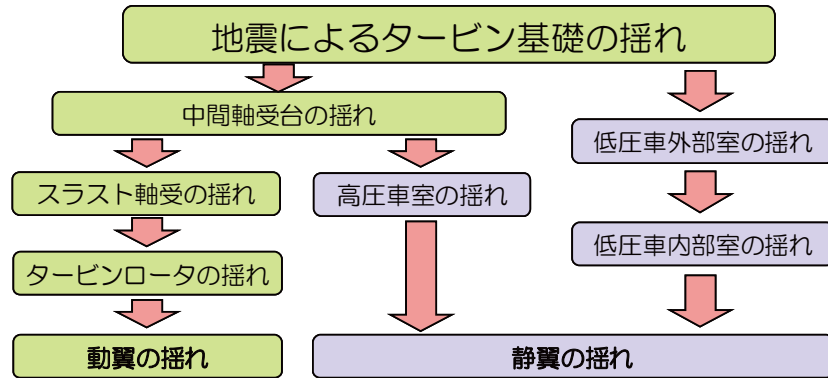 地震によるタービン基礎の揺れ
中間軸受台の揺れ
低圧車外部室の揺れ
スラスト軸受の揺れ
高圧車室の揺れ
低圧車内部室の揺れ
タービンロータの揺れ
動翼の揺れ
静翼の揺れ